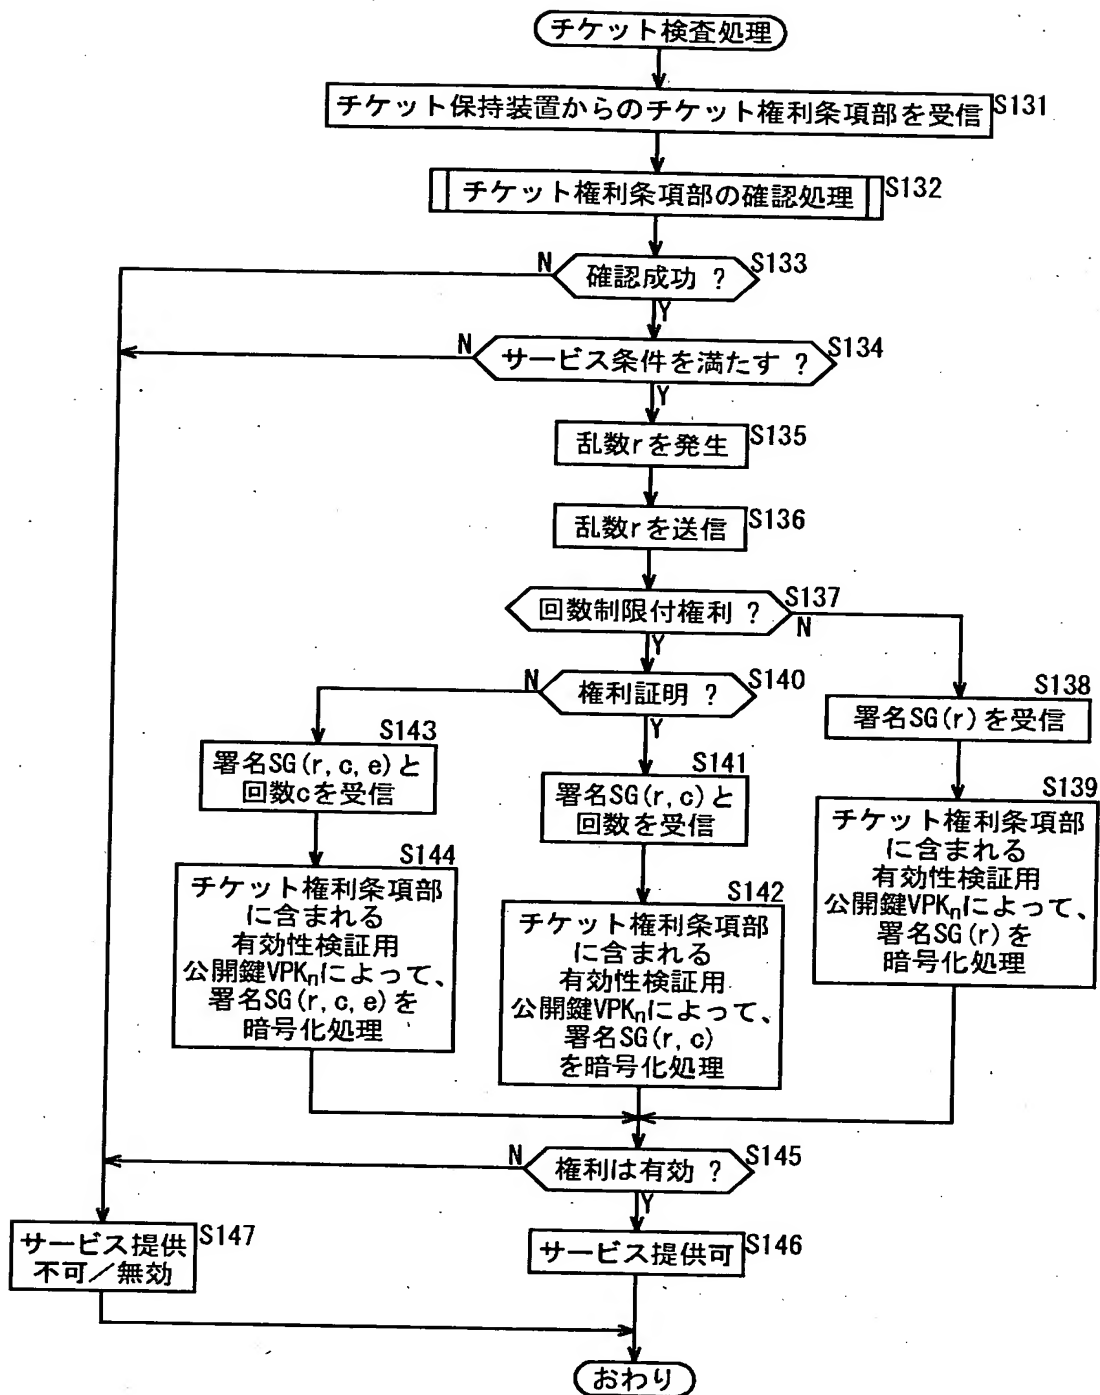 チケット検査処理
チケット保持装置からのチケット権利条項部を受信
S131
チケット権利条項部の確認処理
S132
N
確認成功 ?
S133
Y
N
サービス条件を満たす ?
S134
Y
乱数rを発生
S135
乱数rを送信
S136
回数制限付権利 ?
S137
N
Y
N
権利証明 ?
S140
Y
S138
署名SG(r)を受信
S143
署名SG(r, c, e)と
回数cを受信
S141
署名SG(r, c)と
回数を受信
S139
チケット権利条項部
に含まれる
有効性検証用
公開鍵VPKnによって、
署名SG(r)を
暗号化処理
S144
チケット権利条項部
に含まれる
有効性検証用
公開鍵VPKnによって、
署名SG(r, c, e)を
暗号化処理
S142
チケット権利条項部
に含まれる
有効性検証用
公開鍵VPKnによって、
署名SG(r, c)
を暗号化処理
N
権利は有効 ?
S145
Y
サービス提供
不可/無効
S147
サービス提供可
S146
おわり